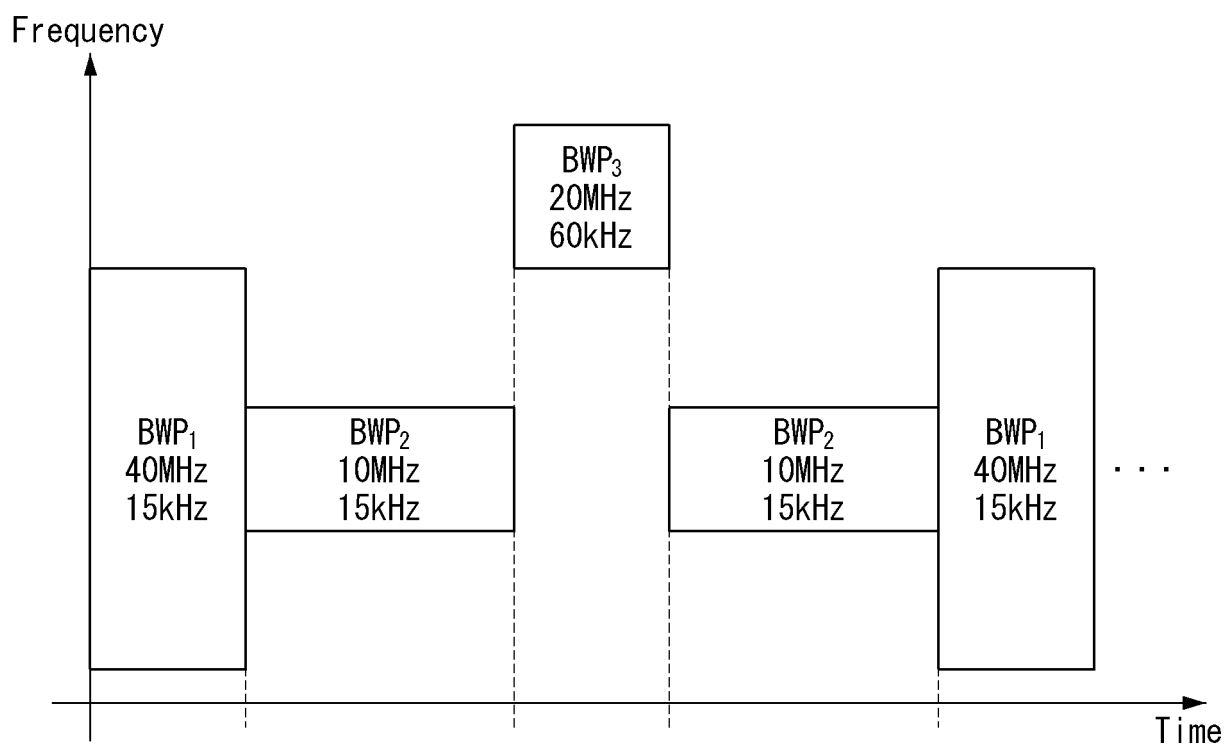 Frequency
BWP₃
20MHz
60kHz
BWP₁
40MHz
15kHz
BWP₂
10MHz
15kHz
BWP₂
10MHz
15kHz
BWP₁
40MHz
15kHz
···
Time